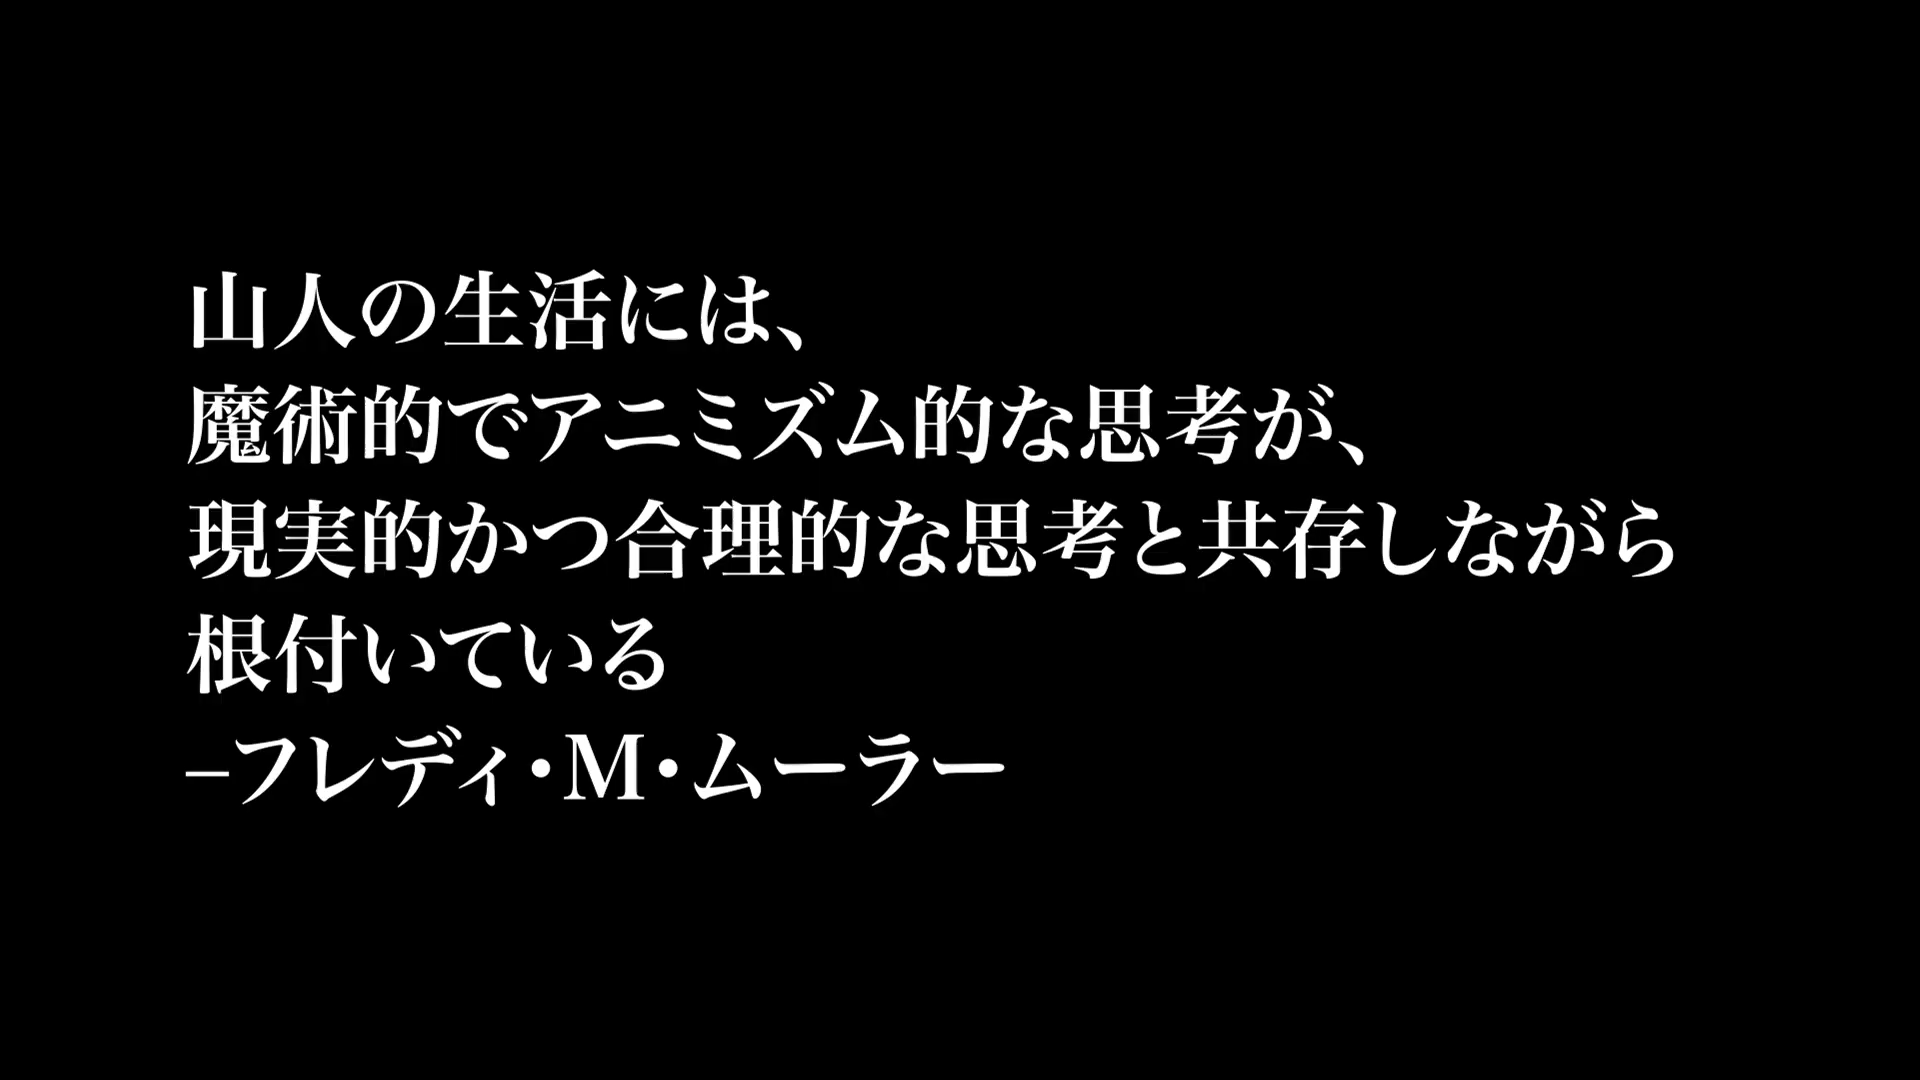 山人の生活には、
魔術的でアニミズム的な思考が、
現実的かつ合理的な思考と共存しながら
根付いている
–フレディ・M・ムーラー